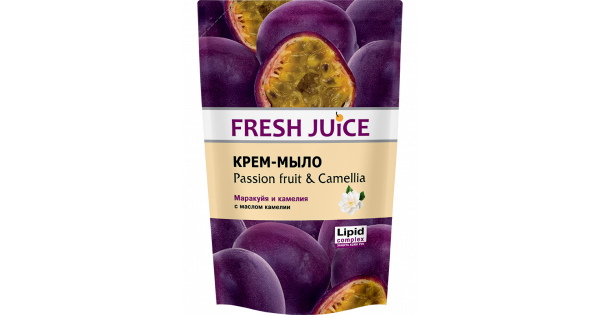 FRESH JUICE
КРЕМ-МЫЛО
Passion fruit & Camellia
Маракуйя и камелия
с маслом камелии
Lipid
complex